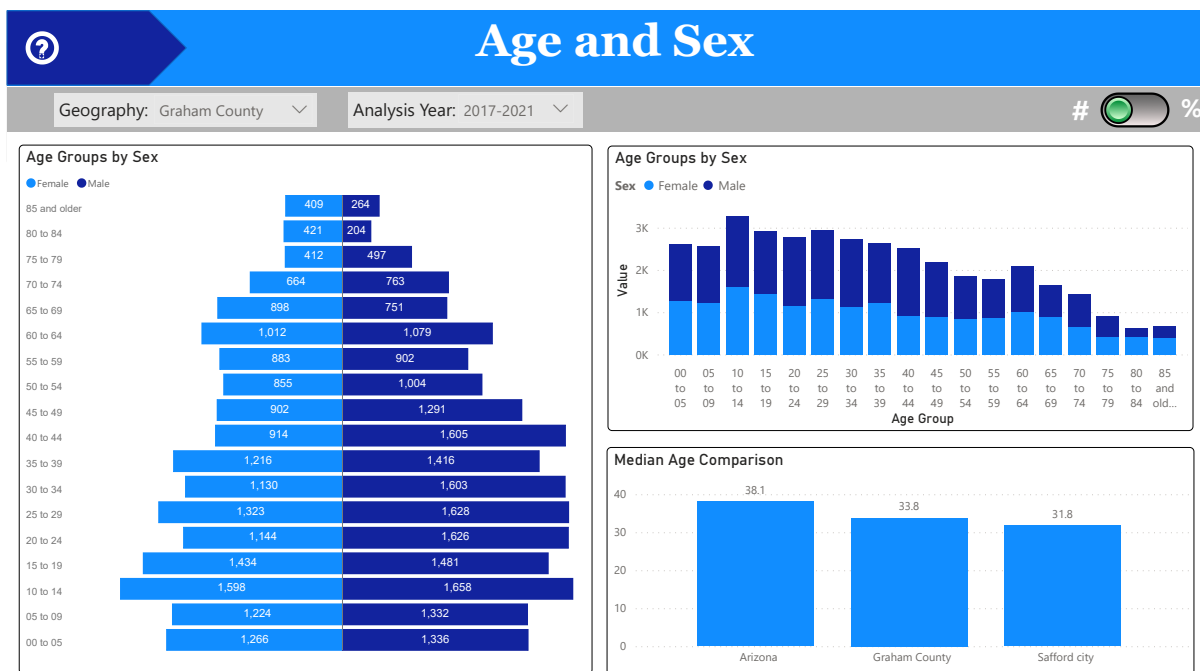 Age and Sex
Geography: Graham County
Analysis Year: 2017-2021
# %
Age Groups by Sex
Female Male
85 and older 409 264
80 to 84 421 204
75 to 79 412 497
70 to 74 664 763
65 to 69 898 751
60 to 64 1,012 1,079
55 to 59 883 902
50 to 54 855 1,004
45 to 49 902 1,291
40 to 44 914 1,605
35 to 39 1,216 1,416
30 to 34 1,130 1,603
25 to 29 1,323 1,628
20 to 24 1,144 1,626
15 to 19 1,434 1,481
10 to 14 1,598 1,658
05 to 09 1,224 1,332
00 to 05 1,266 1,336
Age Groups by Sex
Sex Female Male
Value
3K
2K
1K
0K
00 05 10 15 20 25 30 35 40 45 50 55 60 65 70 75 80 85
to to to to to to to to to to to to to to to to to and
05 09 14 19 24 29 34 39 44 49 54 59 64 69 74 79 84 old...
Age Group
Median Age Comparison
40
30
20
10
0
38.1 33.8 31.8
Arizona Graham County Safford city